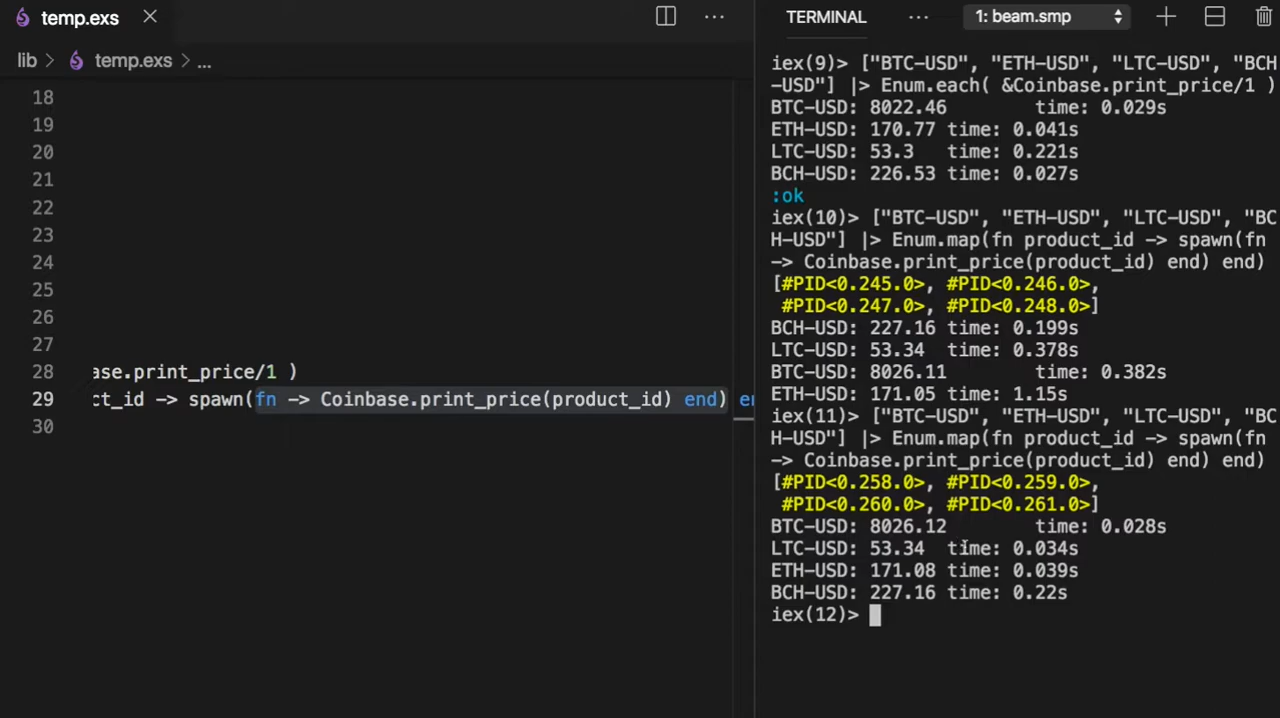 temp.exs
lib > temp.exs > ...
18
19
20
21
22
23
24
25
26
27
28 ase.print_price/1 )
29 ct_id -> spawn(fn -> Coinbase.print_price(product_id) end) en
30
TERMINAL ... 1: beam.smp
iex(9)> ["BTC-USD", "ETH-USD", "LTC-USD", "BCH
-USD"] |> Enum.each( &Coinbase.print_price/1 )
BTC-USD: 8022.46 time: 0.029s
ETH-USD: 170.77 time: 0.041s
LTC-USD: 53.3 time: 0.221s
BCH-USD: 226.53 time: 0.027s
:ok
iex(10)> ["BTC-USD", "ETH-USD", "LTC-USD", "BC
H-USD"] |> Enum.map(fn product_id -> spawn(fn
-> Coinbase.print_price(product_id) end) end)
[#PID<0.245.0>, #PID<0.246.0>,
#PID<0.247.0>, #PID<0.248.0>]
BCH-USD: 227.16 time: 0.199s
LTC-USD: 53.34 time: 0.378s
BTC-USD: 8026.11 time: 0.382s
ETH-USD: 171.05 time: 1.15s
iex(11)> ["BTC-USD", "ETH-USD", "LTC-USD", "BC
H-USD"] |> Enum.map(fn product_id -> spawn(fn
-> Coinbase.print_price(product_id) end) end)
[#PID<0.258.0>, #PID<0.259.0>,
#PID<0.260.0>, #PID<0.261.0>]
BTC-USD: 8026.12 time: 0.028s
LTC-USD: 53.34 time: 0.034s
ETH-USD: 171.08 time: 0.039s
BCH-USD: 227.16 time: 0.22s
iex(12)>